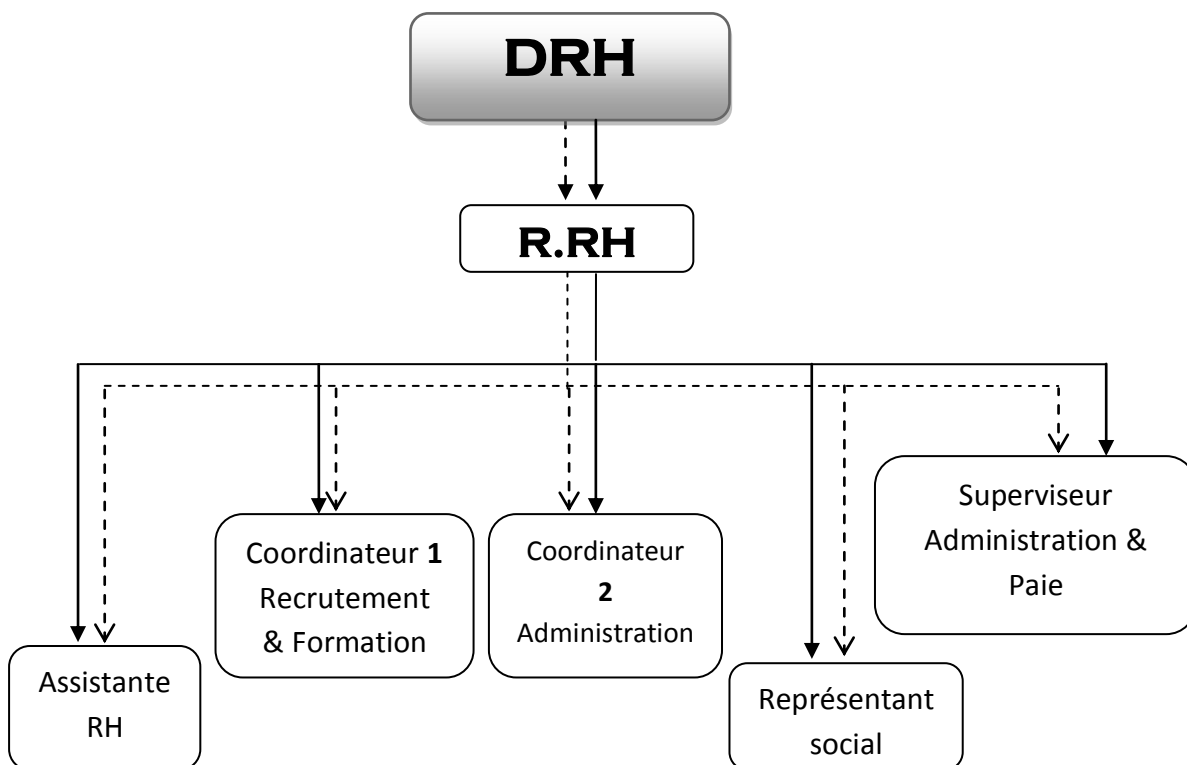 DRH
R.RH
Assistante
RH
Coordinateur 1
Recrutement
& Formation
Coordinateur
2
Administration
Représentant
social
Superviseur
Administration &
Paie